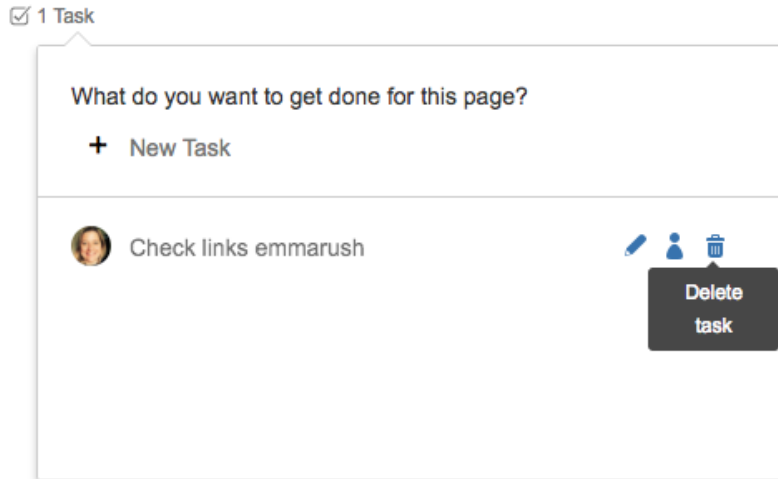 1 Task
What do you want to get done for this page?
+ New Task
Check links emmarush
Delete
task